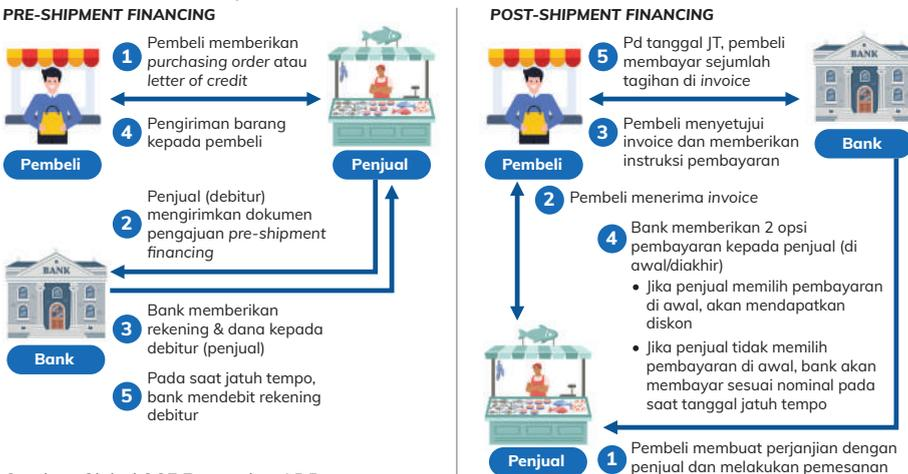 PRE-SHIPMENT FINANCING
1 Pembeli memberikan
purchasing order atau
letter of credit
4 Pengiriman barang
kepada pembeli
Pembeli
Penjual
2 Penjual (debitur)
mengirimkan dokumen
pengajuan pre-shipment
financing
BANK
Bank
3 Bank memberikan
rekening & dana kepada
debitur (penjual)
5 Pada saat jatuh tempo,
bank mendebit rekening
debitur
POST-SHIPMENT FINANCING
5 Pd tanggal JT, pembeli
membayar sejumlah
tagihan di invoice
BANK
3 Pembeli menyetujui
invoice dan memberikan
instruksi pembayaran
Pembeli
Bank
2 Pembeli menerima invoice
4 Bank memberikan 2 opsi
pembayaran kepada penjual (di
awal/diakhir)
• Jika penjual memilih pembayaran
di awal, akan mendapatkan
diskon
• Jika penjual tidak memilih
pembayaran di awal, bank akan
membayar sesuai nominal pada
saat tanggal jatuh tempo
Penjual
1 Pembeli membuat perjanjian dengan
penjual dan melakukan pemesanan